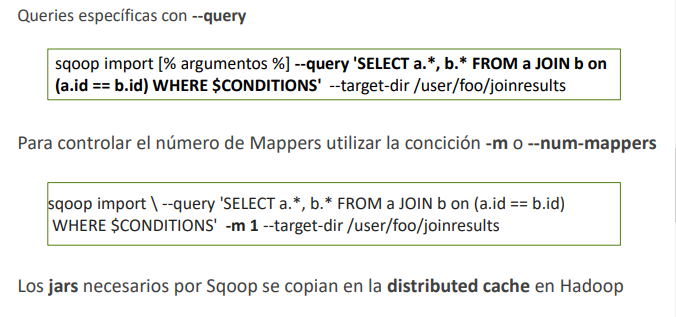 Queries específicas con --query
sqoop import [% argumentos %] --query 'SELECT a.*, b.* FROM a JOIN b on
(a.id == b.id) WHERE $CONDITIONS' --target-dir /user/foo/joinresults
Para controlar el número de Mappers utilizar la concición -m o --num-mappers
sqoop import \ --query 'SELECT a.*, b.* FROM a JOIN b on (a.id == b.id)
WHERE $CONDITIONS' -m 1 --target-dir /user/foo/joinresults
Los jars necesarios por Sqoop se copian en la distributed cache en Hadoop